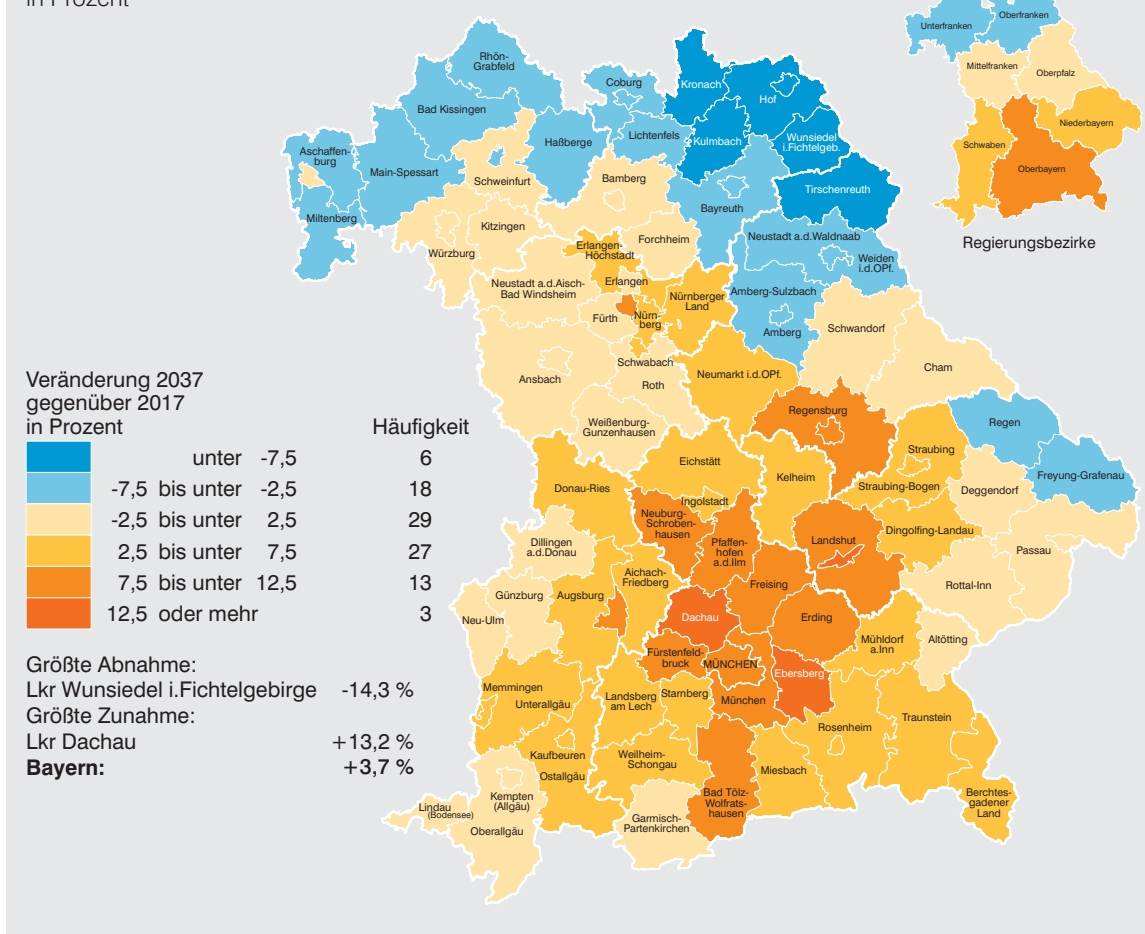 in Prozent
Unterfranken
Oberfranken
Mittelfranken
Oberpfalz
Niederbayern
Schwaben
Oberbayern
Regierungsbezirke
Rhön-
Grabfeld
Coburg
Kronach
Hof
Bad Kissingen
Lichtenfels
Kulmbach
Wunsiedel
i.Fichtelgeb.
Haßberge
Aschaffen-
burg
Main-Spessart
Schweinfurt
Bamberg
Tirschenreuth
Miltenberg
Bayreuth
Kitzingen
Würzburg
Forchheim
Erlangen-
Höchstadt
Neustadt a.d.Waldnaab
Weiden
i.d.OPf.
Neustadt a.d.Aisch-
Bad Windsheim
Erlangen
Nürnberger
Land
Amberg-Sulzbach
Fürth
Nürn-
berg
Amberg
Schwandorf
Schwabach
Ansbach
Roth
Neumarkt i.d.OPf.
Cham
Weißenburg-
Gunzenhausen
Regensburg
Regen
Straubing
Eichstätt
Kelheim
Freyung-Grafenau
Donau-Ries
Straubing-Bogen
Deggendorf
Ingolstadt
Neuburg-
Schroben-
hausen
Dingolfing-Landau
Dillingen
a.d.Donau
Pfaffen-
hofen
a.d.Ilm
Landshut
Passau
Aichach-
Friedberg
Freising
Rottal-Inn
Günzburg
Augsburg
Neu-Ulm
Dachau
Erding
Mühldorf
a.Inn
Altötting
Fürstenfeld-
bruck
MÜNCHEN
Ebersberg
Memmingen
Unterallgäu
Landsberg
am Lech
Starnberg
München
Rosenheim
Traunstein
Kaufbeuren
Ostallgäu
Weilheim-
Schongau
Miesbach
Bad Tölz-
Wolfrats-
hausen
Berchtes-
gadener
Land
Lindau
(Bodensee)
Kempten
(Allgäu)
Oberallgäu
Garmisch-
Partenkirchen
Veränderung 2037
gegenüber 2017
in Prozent Häufigkeit
unter -7,5 6
-7,5 bis unter -2,5 18
-2,5 bis unter 2,5 29
2,5 bis unter 7,5 27
7,5 bis unter 12,5 13
12,5 oder mehr 3
Größte Abnahme:
Lkr Wunsiedel i.Fichtelgebirge -14,3 %
Größte Zunahme:
Lkr Dachau +13,2 %
Bayern: +3,7 %